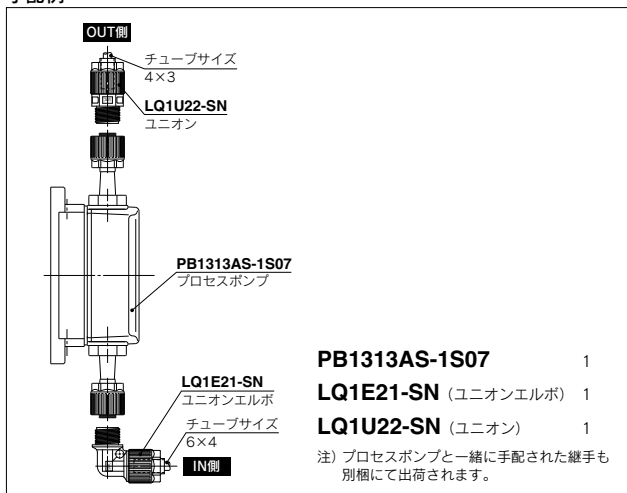 OUT側
チューブサイズ
4×3
LQ1U22-SN
ユニオン
PB1313AS-1S07
プロセスポンプ
LQ1E21-SN
ユニオンエルボ
チューブサイズ
6×4
IN側
PB1313AS-1S07 1
LQ1E21-SN（ユニオンエルボ） 1
LQ1U22-SN（ユニオン） 1
注）プロセスポンプと一緒に手配された継手も
別梱にて出荷されます。